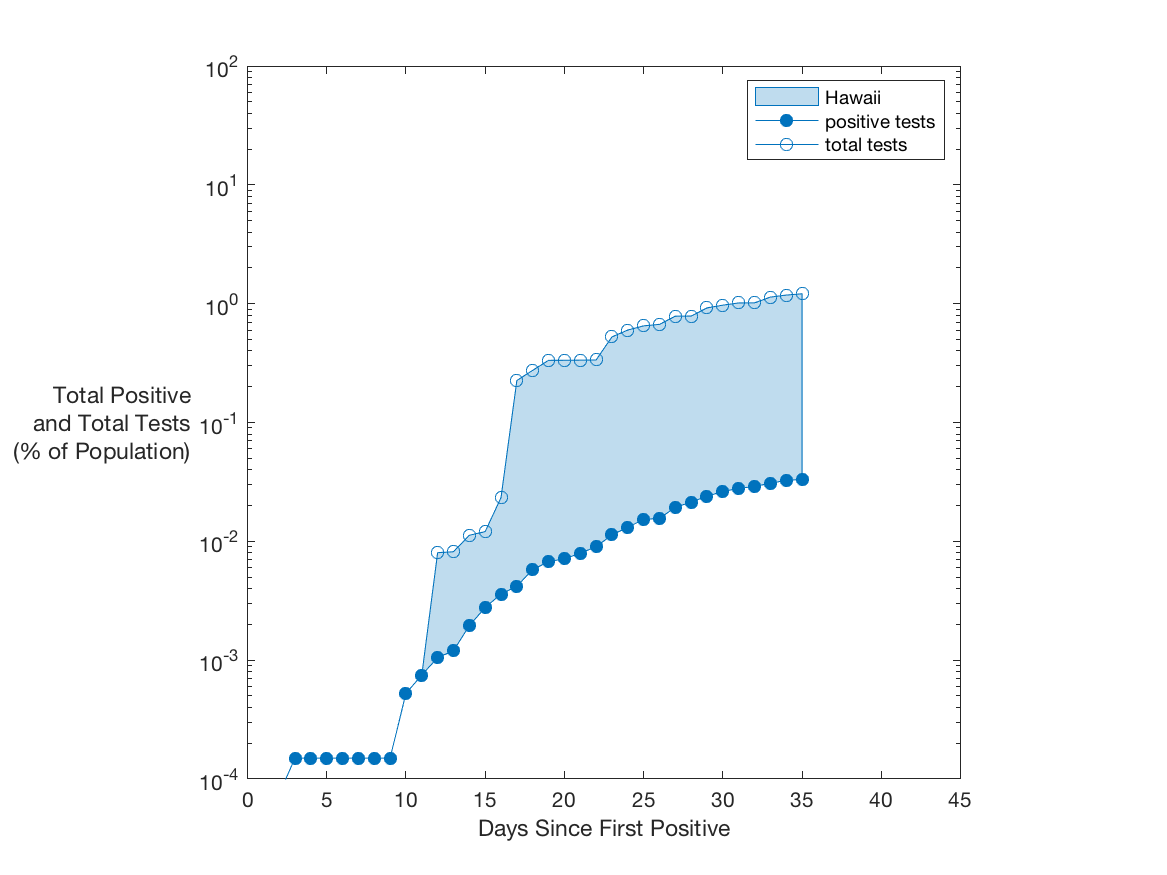 10^2
10^1
10^0
10^-1
10^-2
10^-3
10^-4
Total Positive
and Total Tests
(% of Population)
Hawaii
positive tests
total tests
0 5 10 15 20 25 30 35 40 45
Days Since First Positive